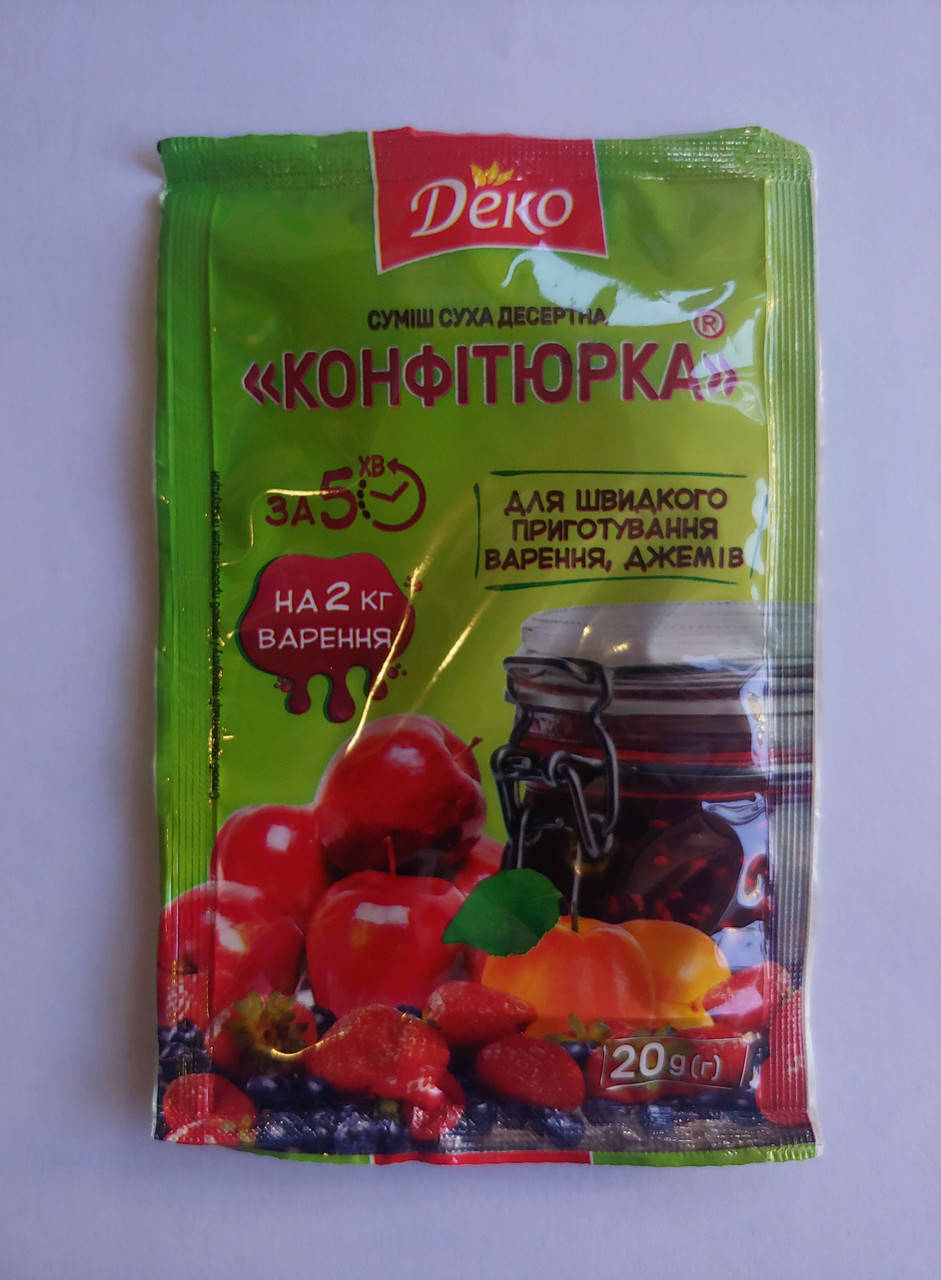 Деко
СУМІШ СУХА ДЕСЕРТНА
«КОНФІТЮРКА»®
ЗА 5 ХВ
ДЛЯ ШВИДКОГО
ПРИГОТУВАННЯ
ВАРЕННЯ, ДЖЕМІВ
НА 2 КГ
ВАРЕННЯ
20g(г)